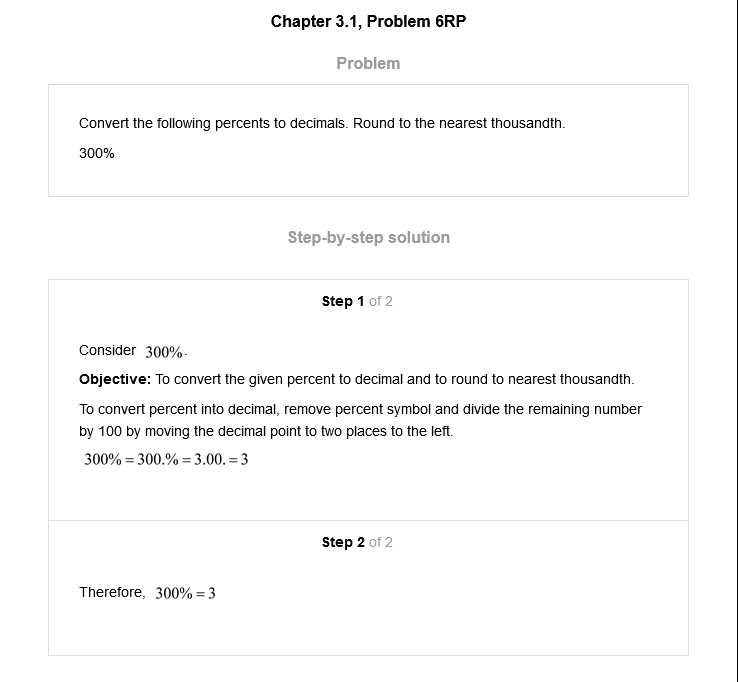 Chapter 3.1, Problem 6RP
Problem
Convert the following percents to decimals. Round to the nearest thousandth.
300%
Step-by-step solution
Step 1 of 2
Consider 300%.
Objective: To convert the given percent to decimal and to round to nearest thousandth.
To convert percent into decimal, remove percent symbol and divide the remaining number
by 100 by moving the decimal point to two places to the left.
300% = 300.% = 3.00. = 3
Step 2 of 2
Therefore, 300% = 3